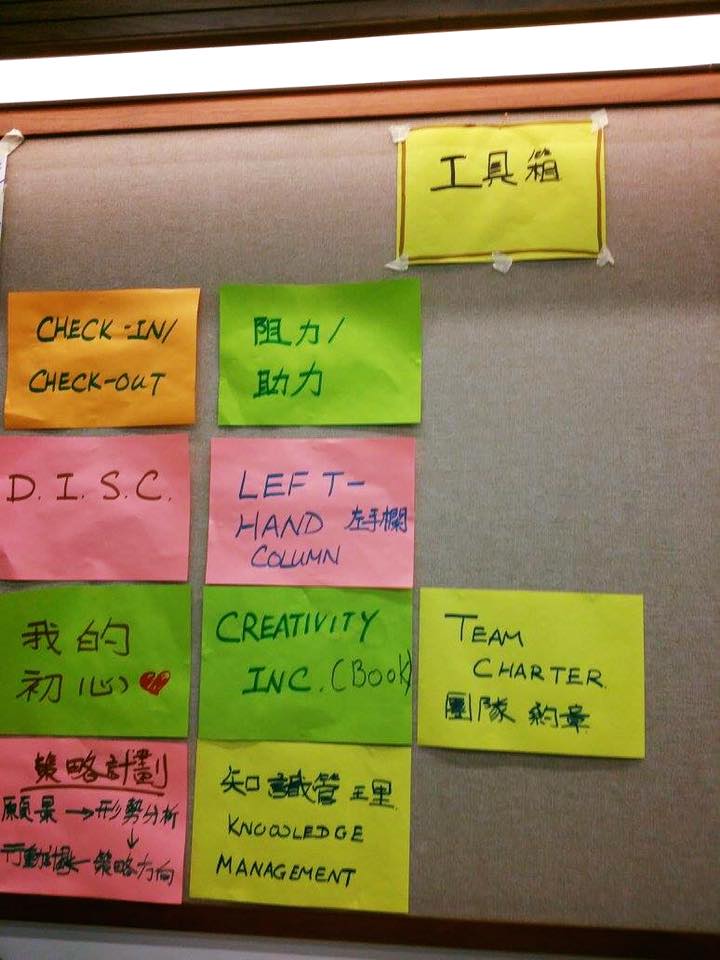 工具箱
CHECK-IN/
CHECK-OUT
阻力/
助力
D.I.S.C.
LEFT-
HAND 左手欄
COLUMN
我的
初心
CREATIVITY
INC. (BOOK)
TEAM
CHARTER
團隊約章
策略計劃
願景→形勢分析
↓
行動計劃←策略方向
知識管理
KNOWLEDGE
MANAGEMENT